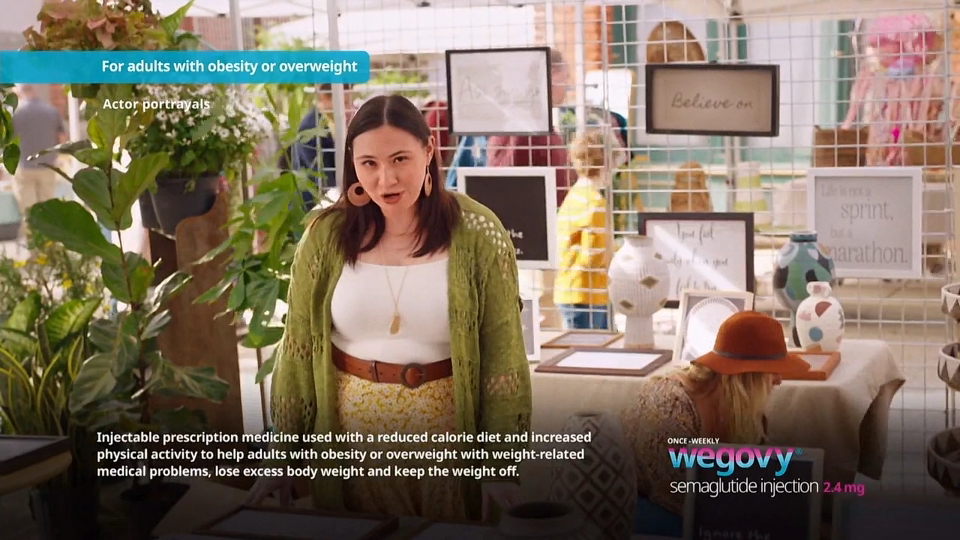 For adults with obesity or overweight
Actor portrayals
Believe on
Life is not a
sprint,
but a
marathon.
Injectable prescription medicine used with a reduced calorie diet and increased
physical activity to help adults with obesity or overweight with weight-related
medical problems, lose excess body weight and keep the weight off.
ONCE-WEEKLY
wegovy®
semaglutide injection 2.4 mg